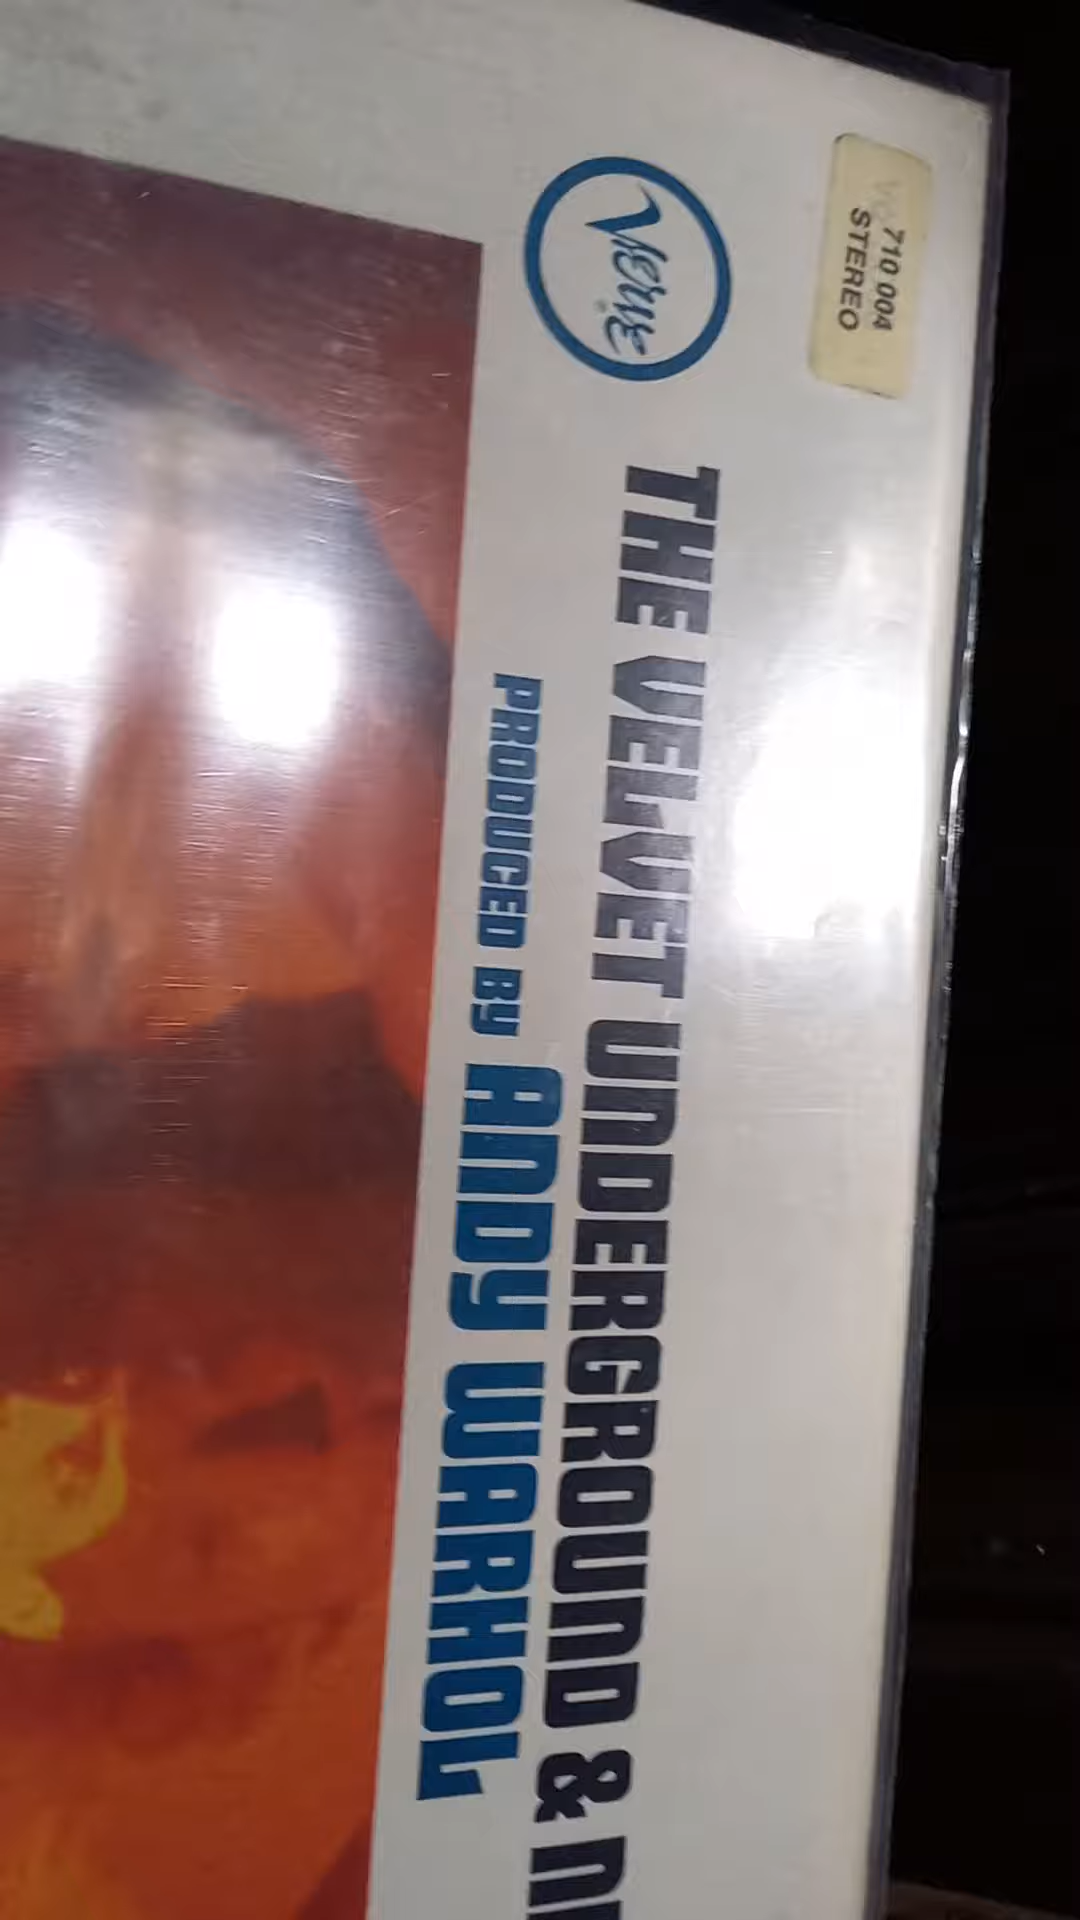 Verve
710 004
STEREO
THE VELVET UNDERGROUND &
PRODUCED BY ANDY WARHOL